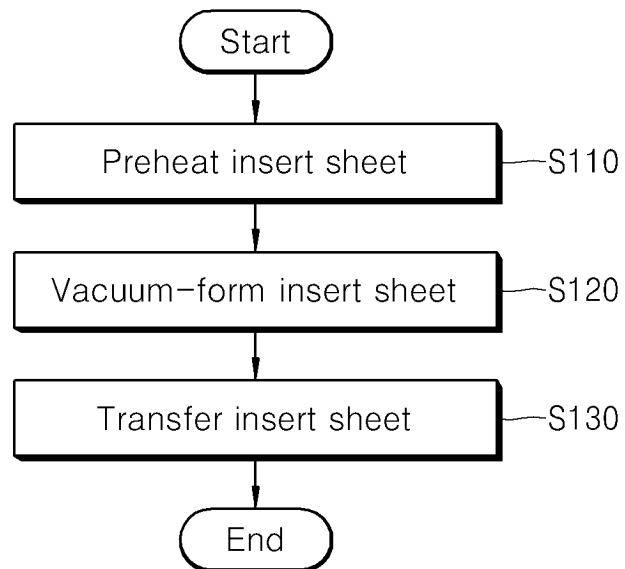 Start
Preheat insert sheet
S110
Vacuum-form insert sheet
S120
Transfer insert sheet
S130
End